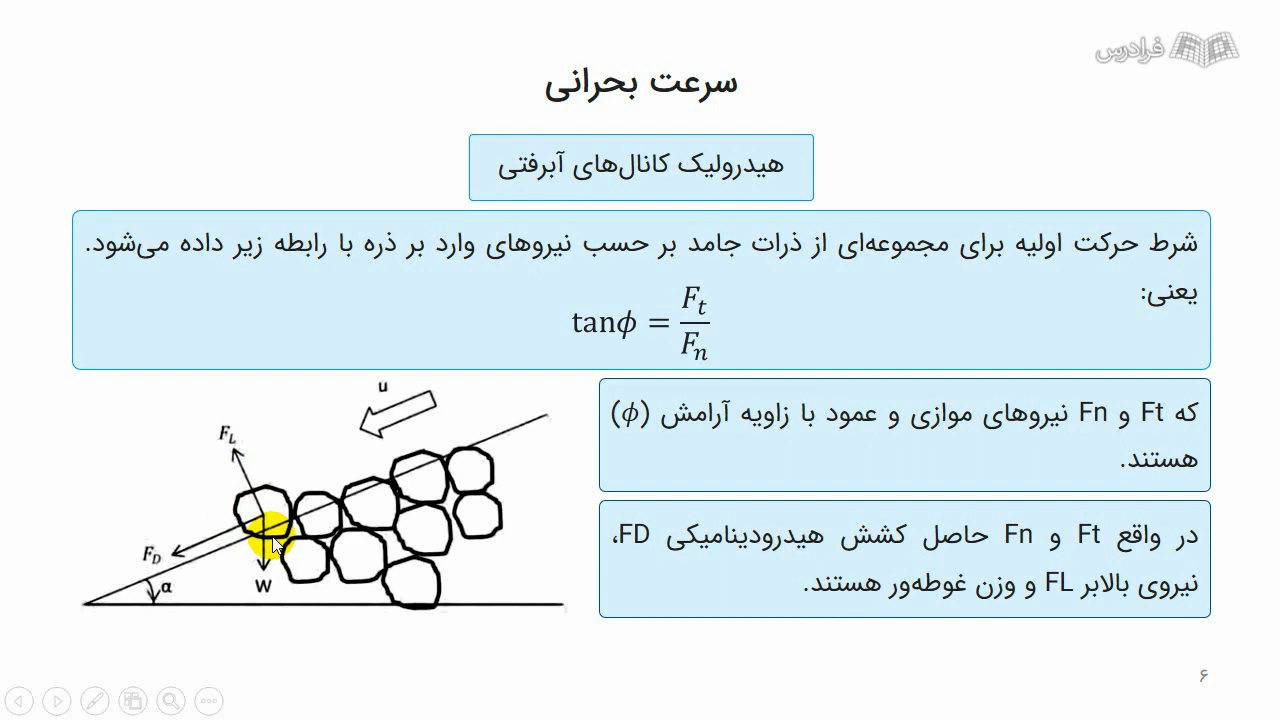 فرادرس
سرعت بحرانی
هیدرولیک کانال‌های آبرفتی
شرط حرکت اولیه برای مجموعه‌ای از ذرات جامد بر حسب نیروهای وارد بر ذره با رابطه زیر داده می‌شود.
یعنی:
tanϕ = F_t / F_n
که Ft و Fn نیروهای موازی و عمود با زاویه آرامش (ϕ)
هستند.
در واقع Ft و Fn حاصل کشش هیدرودینامیکی FD،
نیروی بالابر FL و وزن غوطه‌ور هستند.
u
F_L
F_D
α
W
۶